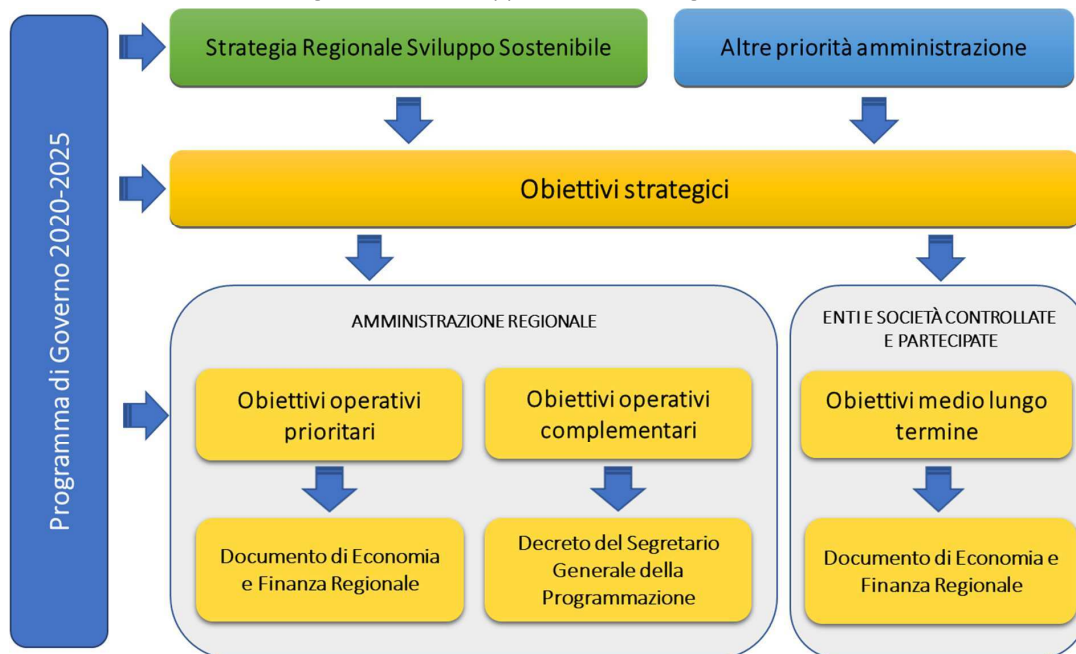 Programma di Governo 2020-2025
Strategia Regionale Sviluppo Sostenibile
Altre priorità amministrazione
Obiettivi strategici
AMMINISTRAZIONE REGIONALE
Obiettivi operativi
prioritari
Obiettivi operativi
complementari
Documento di Economia
e Finanza Regionale
Decreto del Segretario
Generale della
Programmazione
ENTI E SOCIETÀ CONTROLLATE
E PARTECIPATE
Obiettivi medio lungo
termine
Documento di Economia e
Finanza Regionale